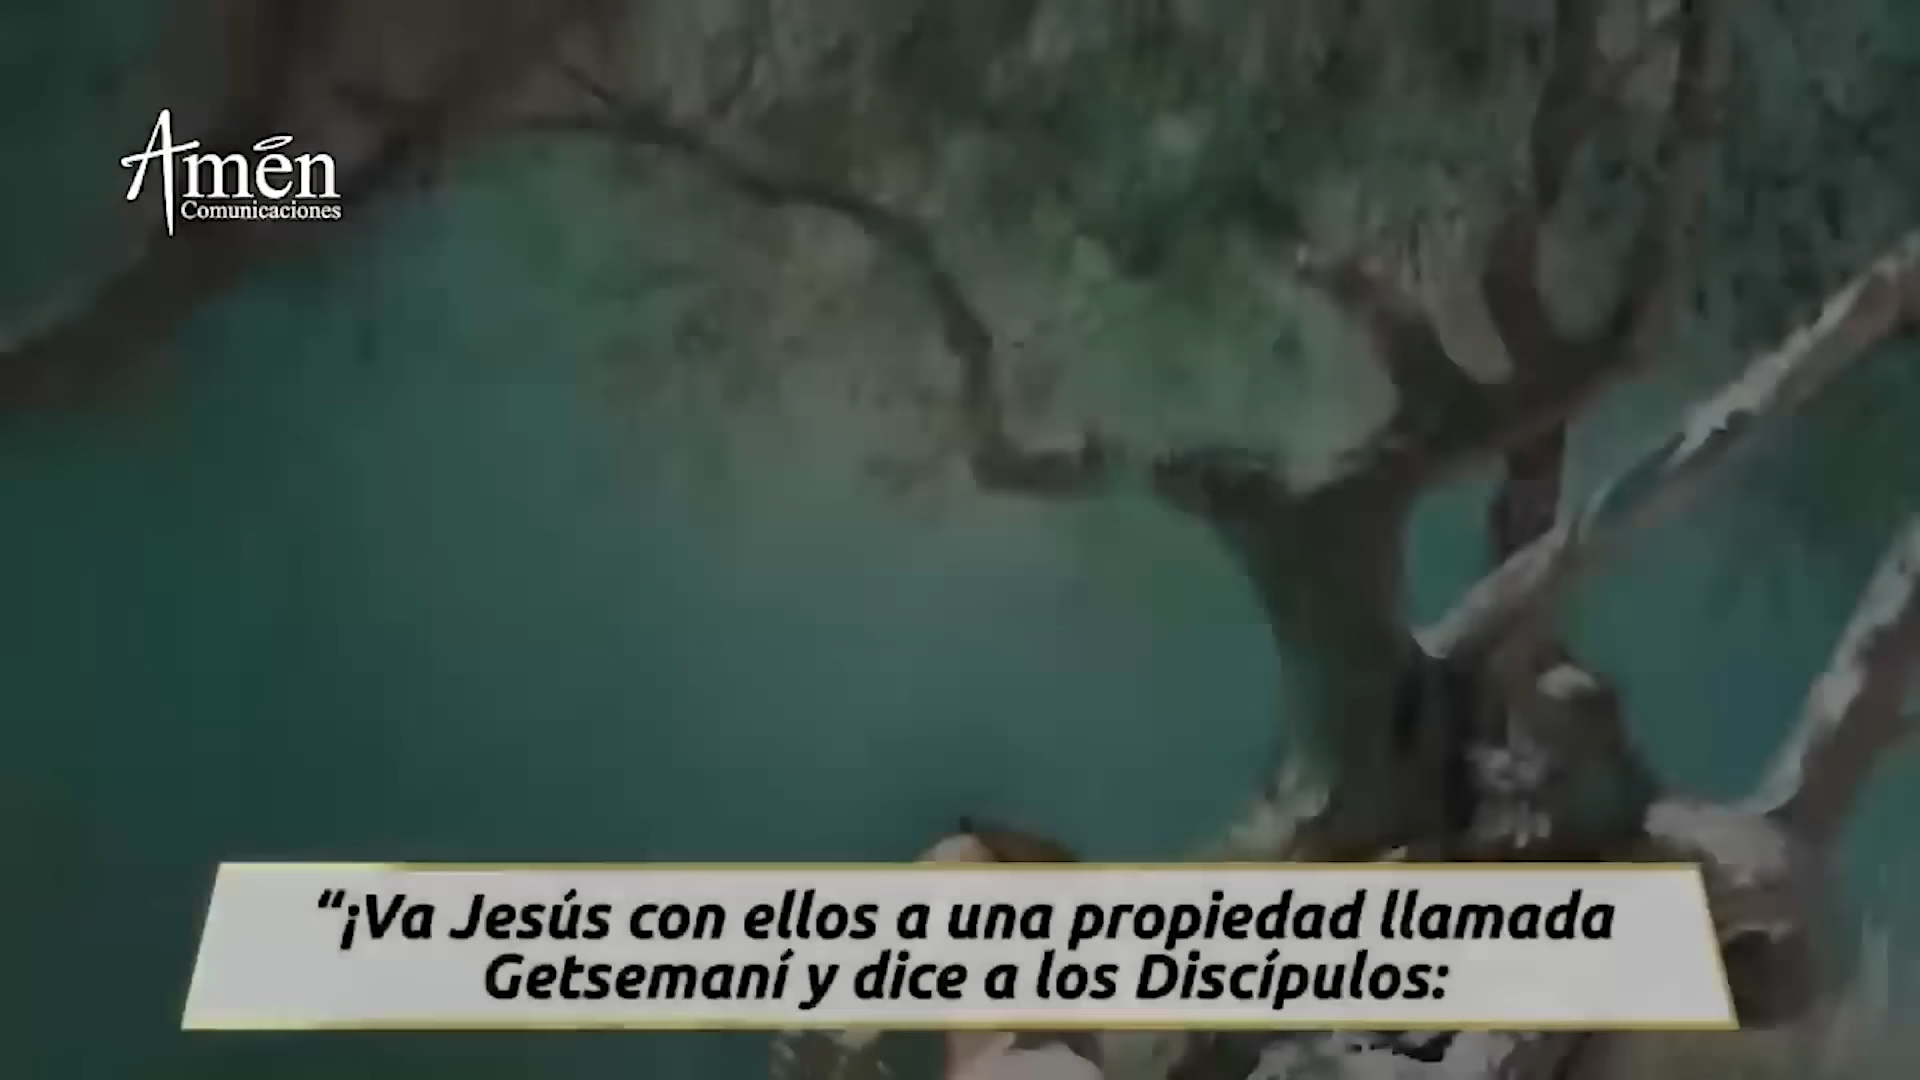 Amén
Comunicaciones
“¡Va Jesús con ellos a una propiedad llamada
Getsemaní y dice a los Discípulos: